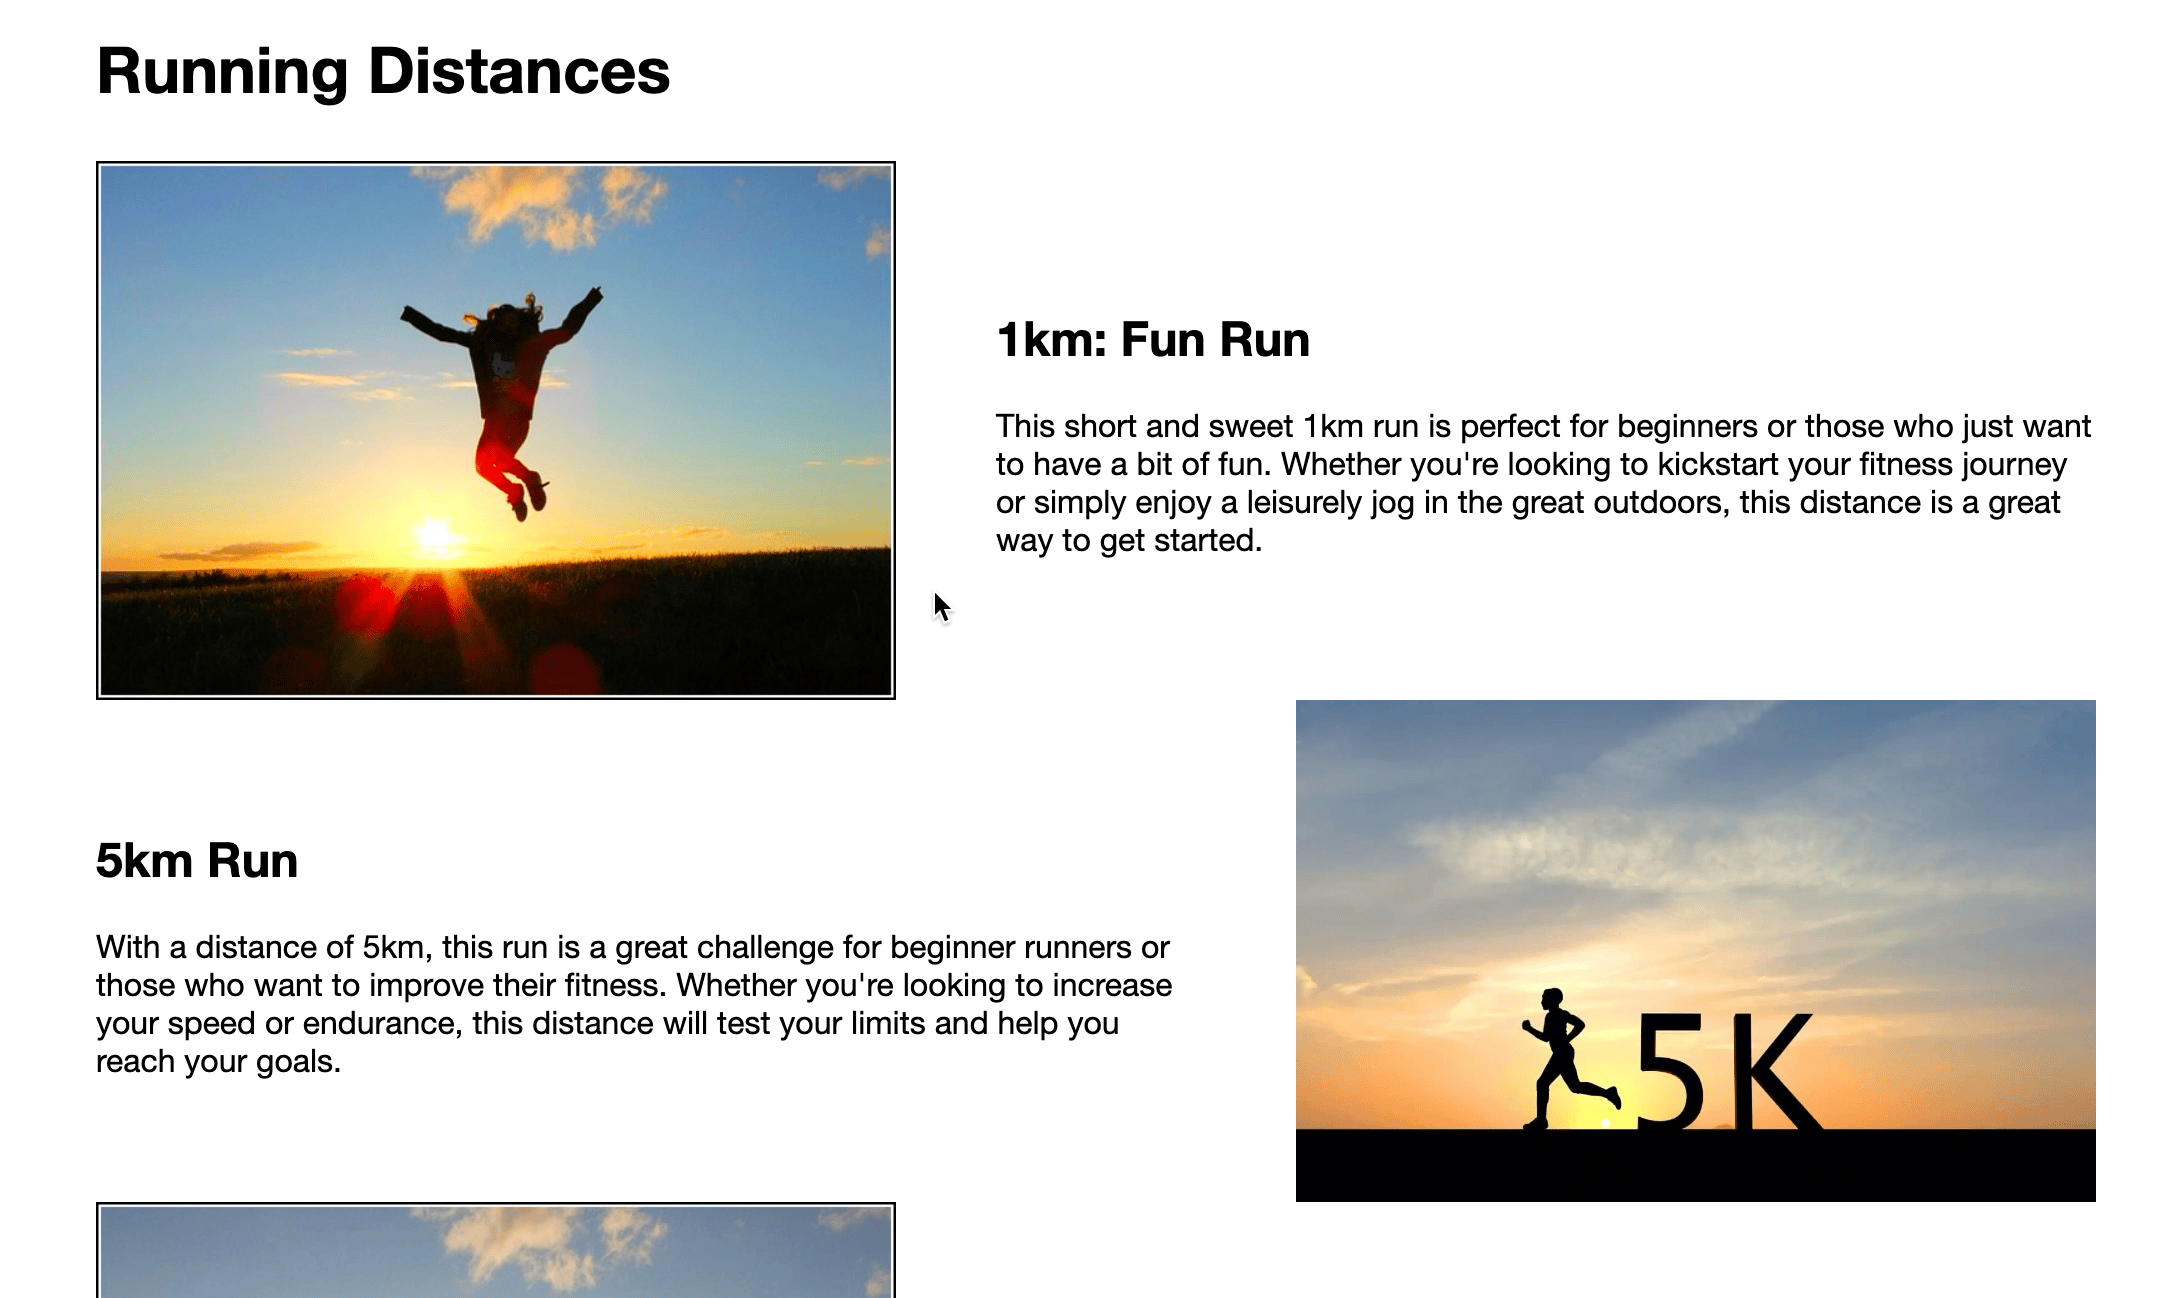 Running Distances
1km: Fun Run
This short and sweet 1km run is perfect for beginners or those who just want
to have a bit of fun. Whether you're looking to kickstart your fitness journey
or simply enjoy a leisurely jog in the great outdoors, this distance is a great
way to get started.
5km Run
With a distance of 5km, this run is a great challenge for beginner runners or
those who want to improve their fitness. Whether you're looking to increase
your speed or endurance, this distance will test your limits and help you
reach your goals.
5K